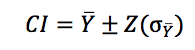 CI = Ȳ ± Z(σȲ)